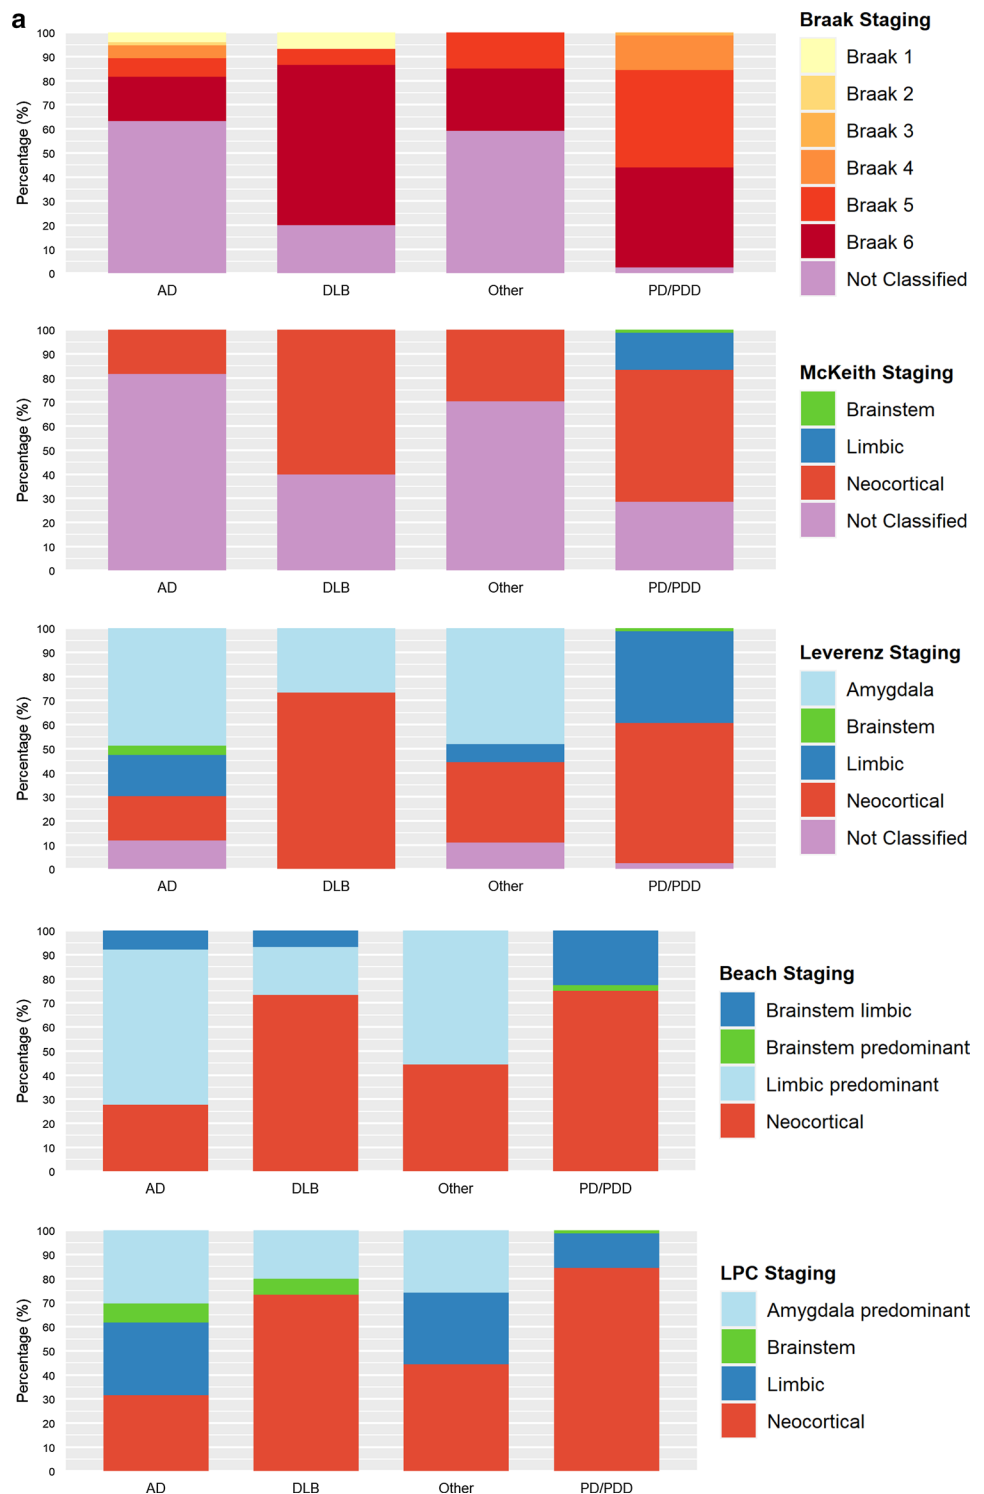 a
Braak Staging
Percentage (%)
100
90
80
70
60
50
40
30
20
10
0
AD DLB Other PD/PDD
Braak 1
Braak 2
Braak 3
Braak 4
Braak 5
Braak 6
Not Classified
McKeith Staging
Percentage (%)
100
90
80
70
60
50
40
30
20
10
0
AD DLB Other PD/PDD
Brainstem
Limbic
Neocortical
Not Classified
Leverenz Staging
Percentage (%)
100
90
80
70
60
50
40
30
20
10
0
AD DLB Other PD/PDD
Amygdala
Brainstem
Limbic
Neocortical
Not Classified
Beach Staging
Percentage (%)
100
90
80
70
60
50
40
30
20
10
0
AD DLB Other PD/PDD
Brainstem limbic
Brainstem predominant
Limbic predominant
Neocortical
LPC Staging
Percentage (%)
100
90
80
70
60
50
40
30
20
10
0
AD DLB Other PD/PDD
Amygdala predominant
Brainstem
Limbic
Neocortical